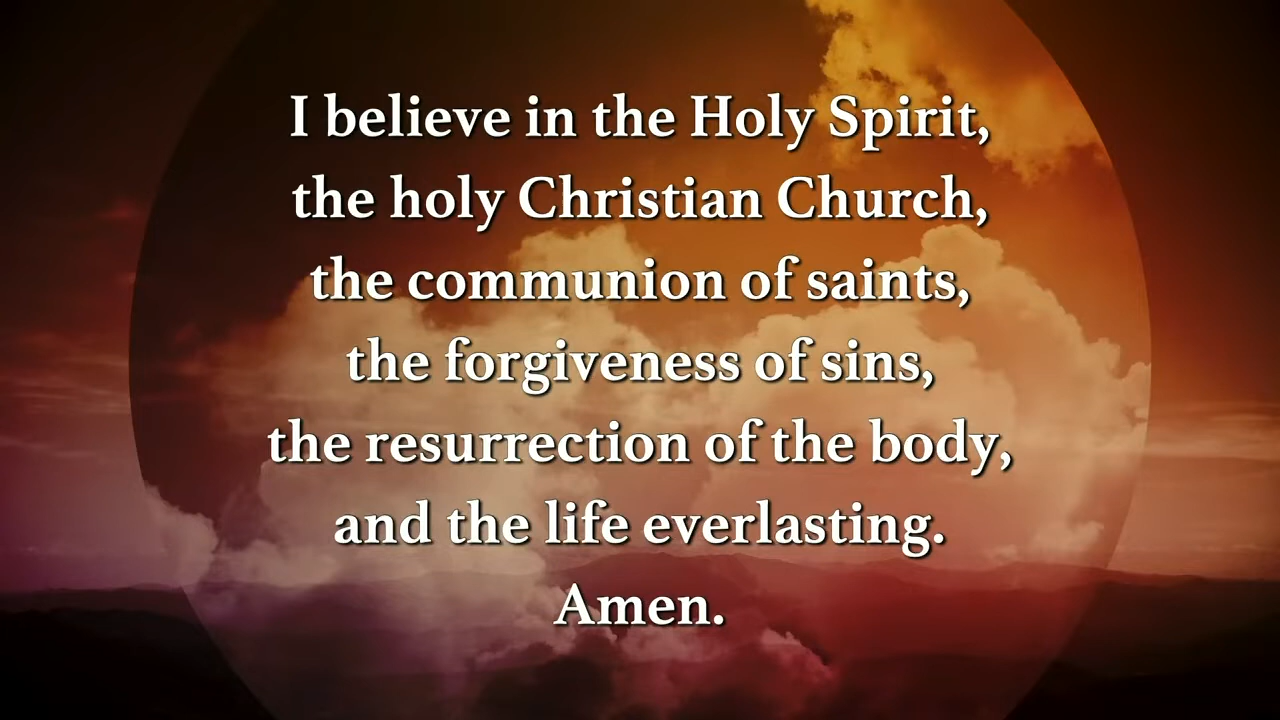 I believe in the Holy Spirit,
the holy Christian Church,
the communion of saints,
the forgiveness of sins,
the resurrection of the body,
and the life everlasting.
Amen.